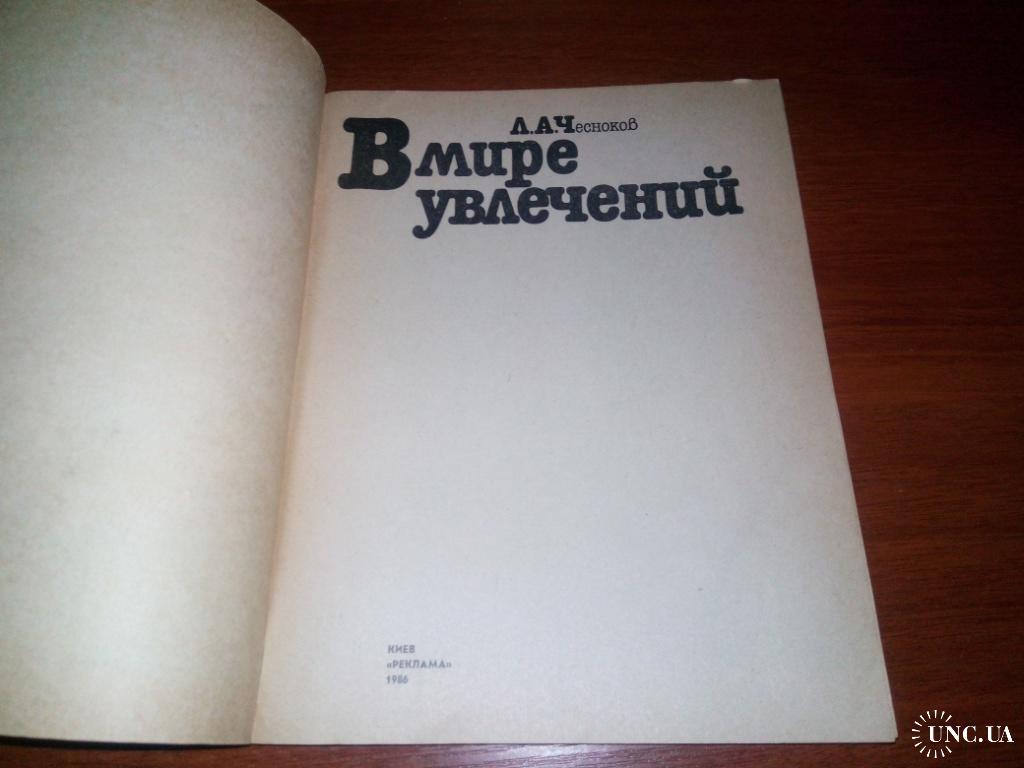 Л.А.Чесноков
В мире
увлечений
КИЕВ
«РЕКЛАМА»
1986
UNC.UA